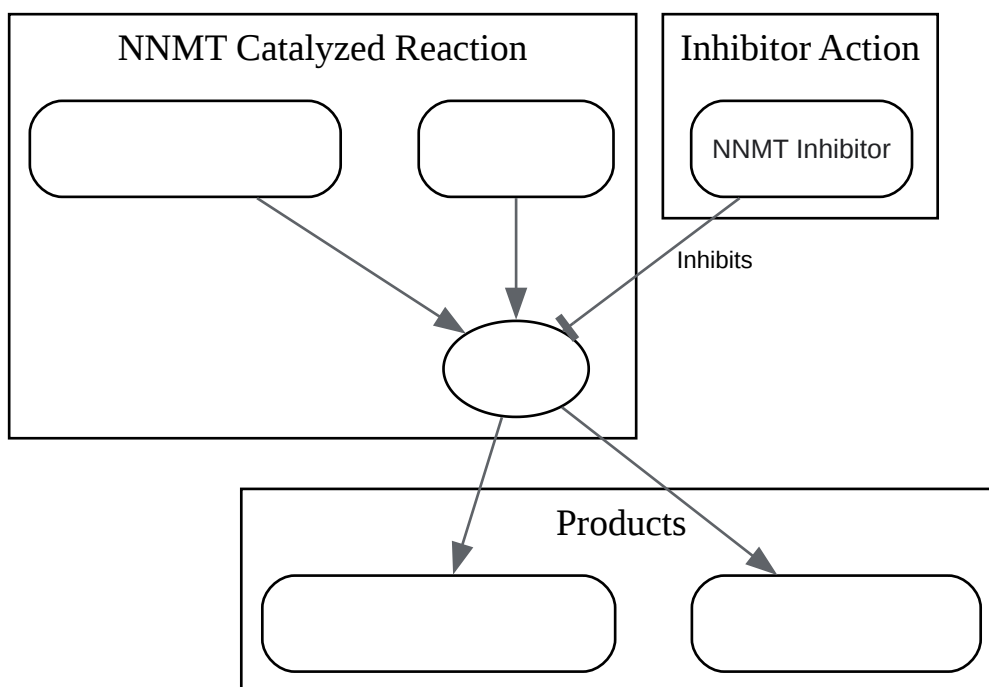 NNMT Catalyzed Reaction
Inhibitor Action
NNMT Inhibitor
Inhibits
Products